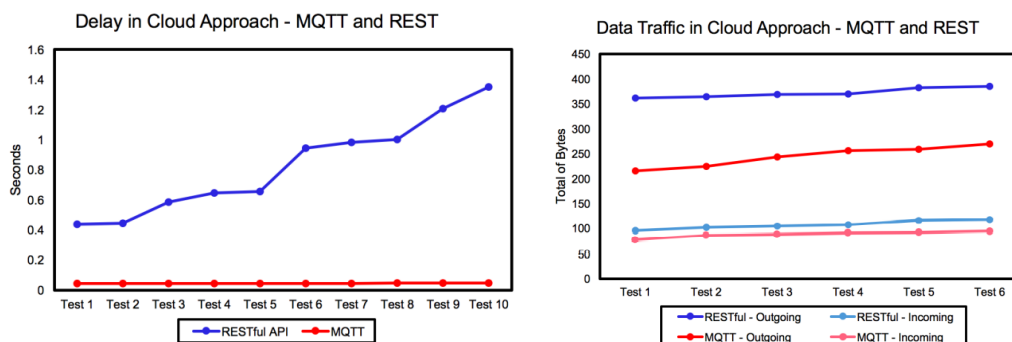 Delay in Cloud Approach - MQTT and REST
1.6
1.4
1.2
1
0.8
0.6
0.4
0.2
0
Seconds
Test 1 Test 2 Test 3 Test 4 Test 5 Test 6 Test 7 Test 8 Test 9 Test 10
RESTful API MQTT
Data Traffic in Cloud Approach - MQTT and REST
450
400
350
300
250
200
150
100
50
0
Total of Bytes
Test 1 Test 2 Test 3 Test 4 Test 5 Test 6
RESTful - Outgoing RESTful - Incoming
MQTT - Outgoing MQTT - Incoming